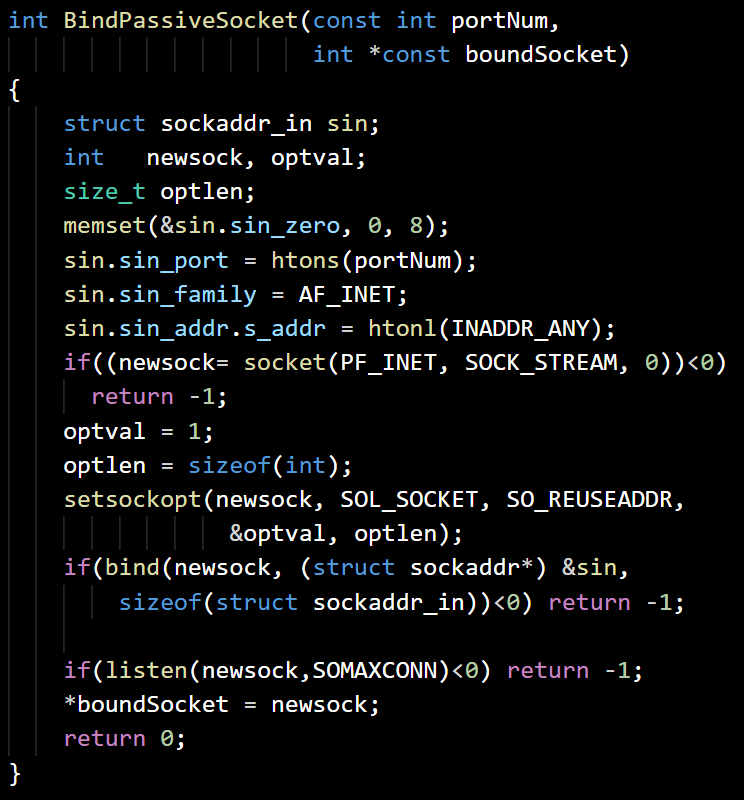 int BindPassiveSocket(const int portNum,
                      int *const boundSocket)
{
    struct sockaddr_in sin;
    int   newsock, optval;
    size_t optlen;
    memset(&sin.sin_zero, 0, 8);
    sin.sin_port = htons(portNum);
    sin.sin_family = AF_INET;
    sin.sin_addr.s_addr = htonl(INADDR_ANY);
    if((newsock= socket(PF_INET, SOCK_STREAM, 0))<0)
      return -1;
    optval = 1;
    optlen = sizeof(int);
    setsockopt(newsock, SOL_SOCKET, SO_REUSEADDR,
                &optval, optlen);
    if(bind(newsock, (struct sockaddr*) &sin,
        sizeof(struct sockaddr_in))<0) return -1;

    if(listen(newsock,SOMAXCONN)<0) return -1;
    *boundSocket = newsock;
    return 0;
}